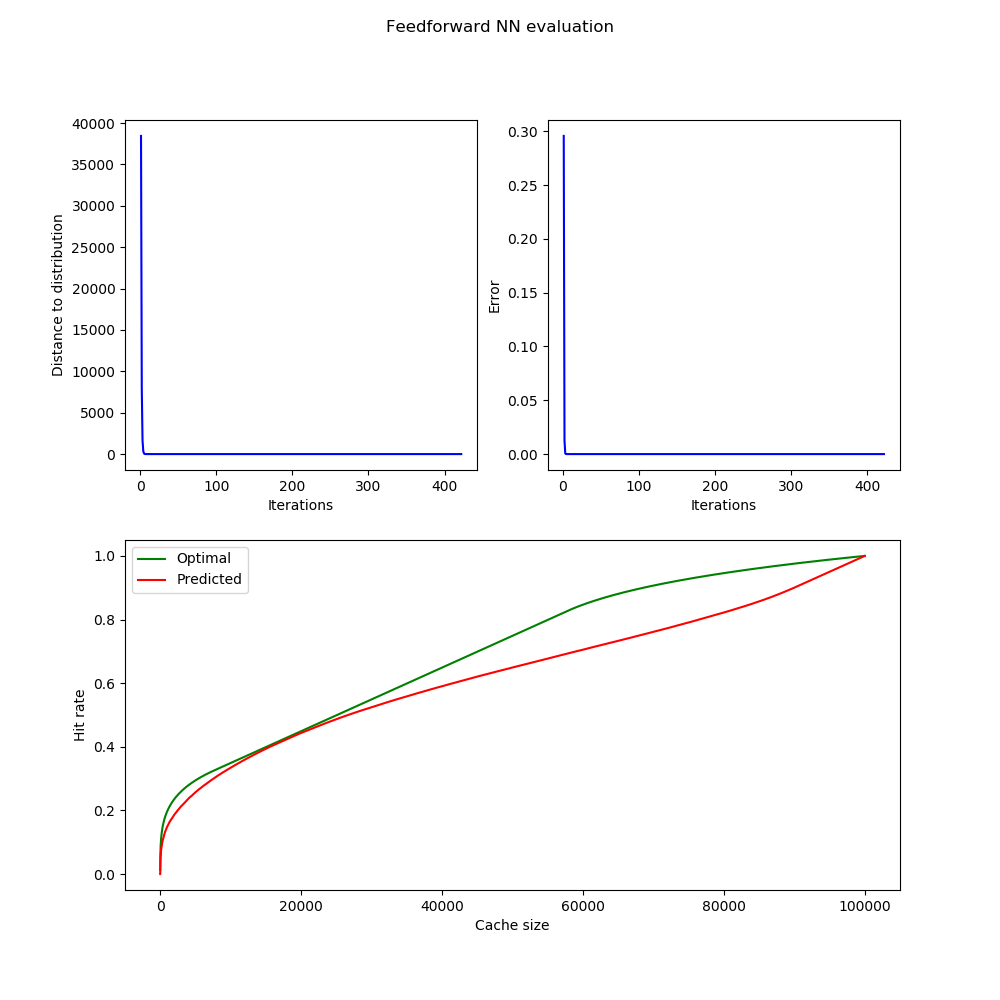 Feedforward NN evaluation
40000
35000
30000
25000
20000
15000
10000
5000
0
Distance to distribution
0 100 200 300 400
Iterations
0.30
0.25
0.20
0.15
0.10
0.05
0.00
Error
0 100 200 300 400
Iterations
Optimal
Predicted
1.0
0.8
0.6
0.4
0.2
0.0
Hit rate
0 20000 40000 60000 80000 100000
Cache size